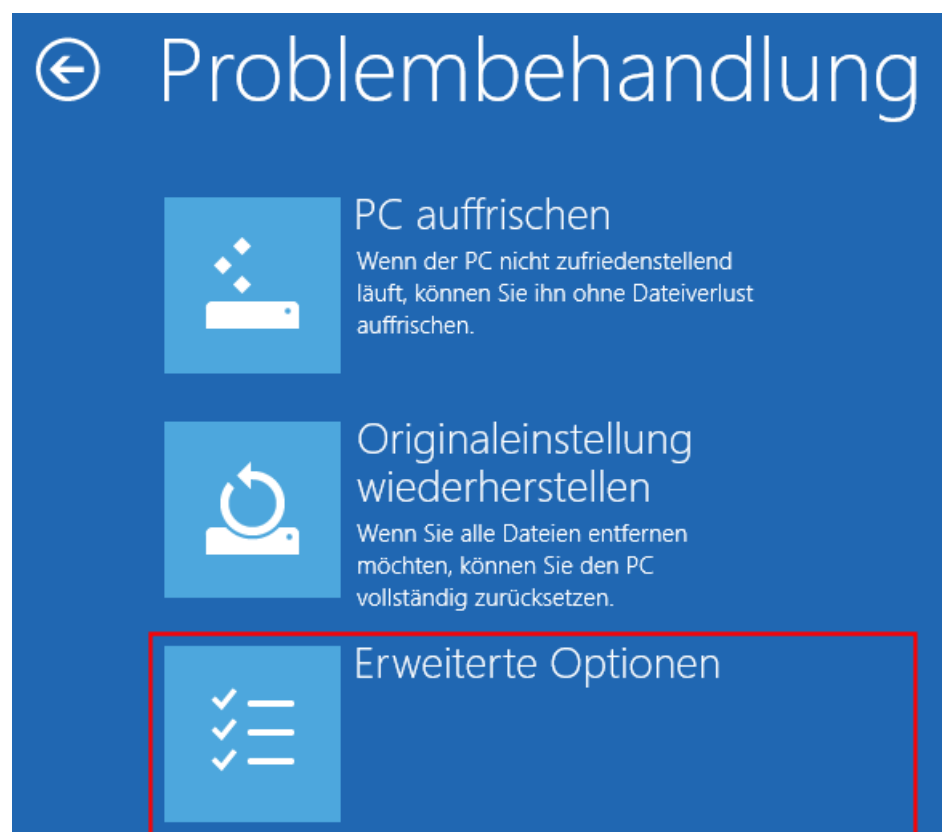 Problembehandlung
PC auffrischen
Wenn der PC nicht zufriedenstellend
läuft, können Sie ihn ohne Dateiverlust
auffrischen.
Originaleinstellung
wiederherstellen
Wenn Sie alle Dateien entfernen
möchten, können Sie den PC
vollständig zurücksetzen.
Erweiterte Optionen